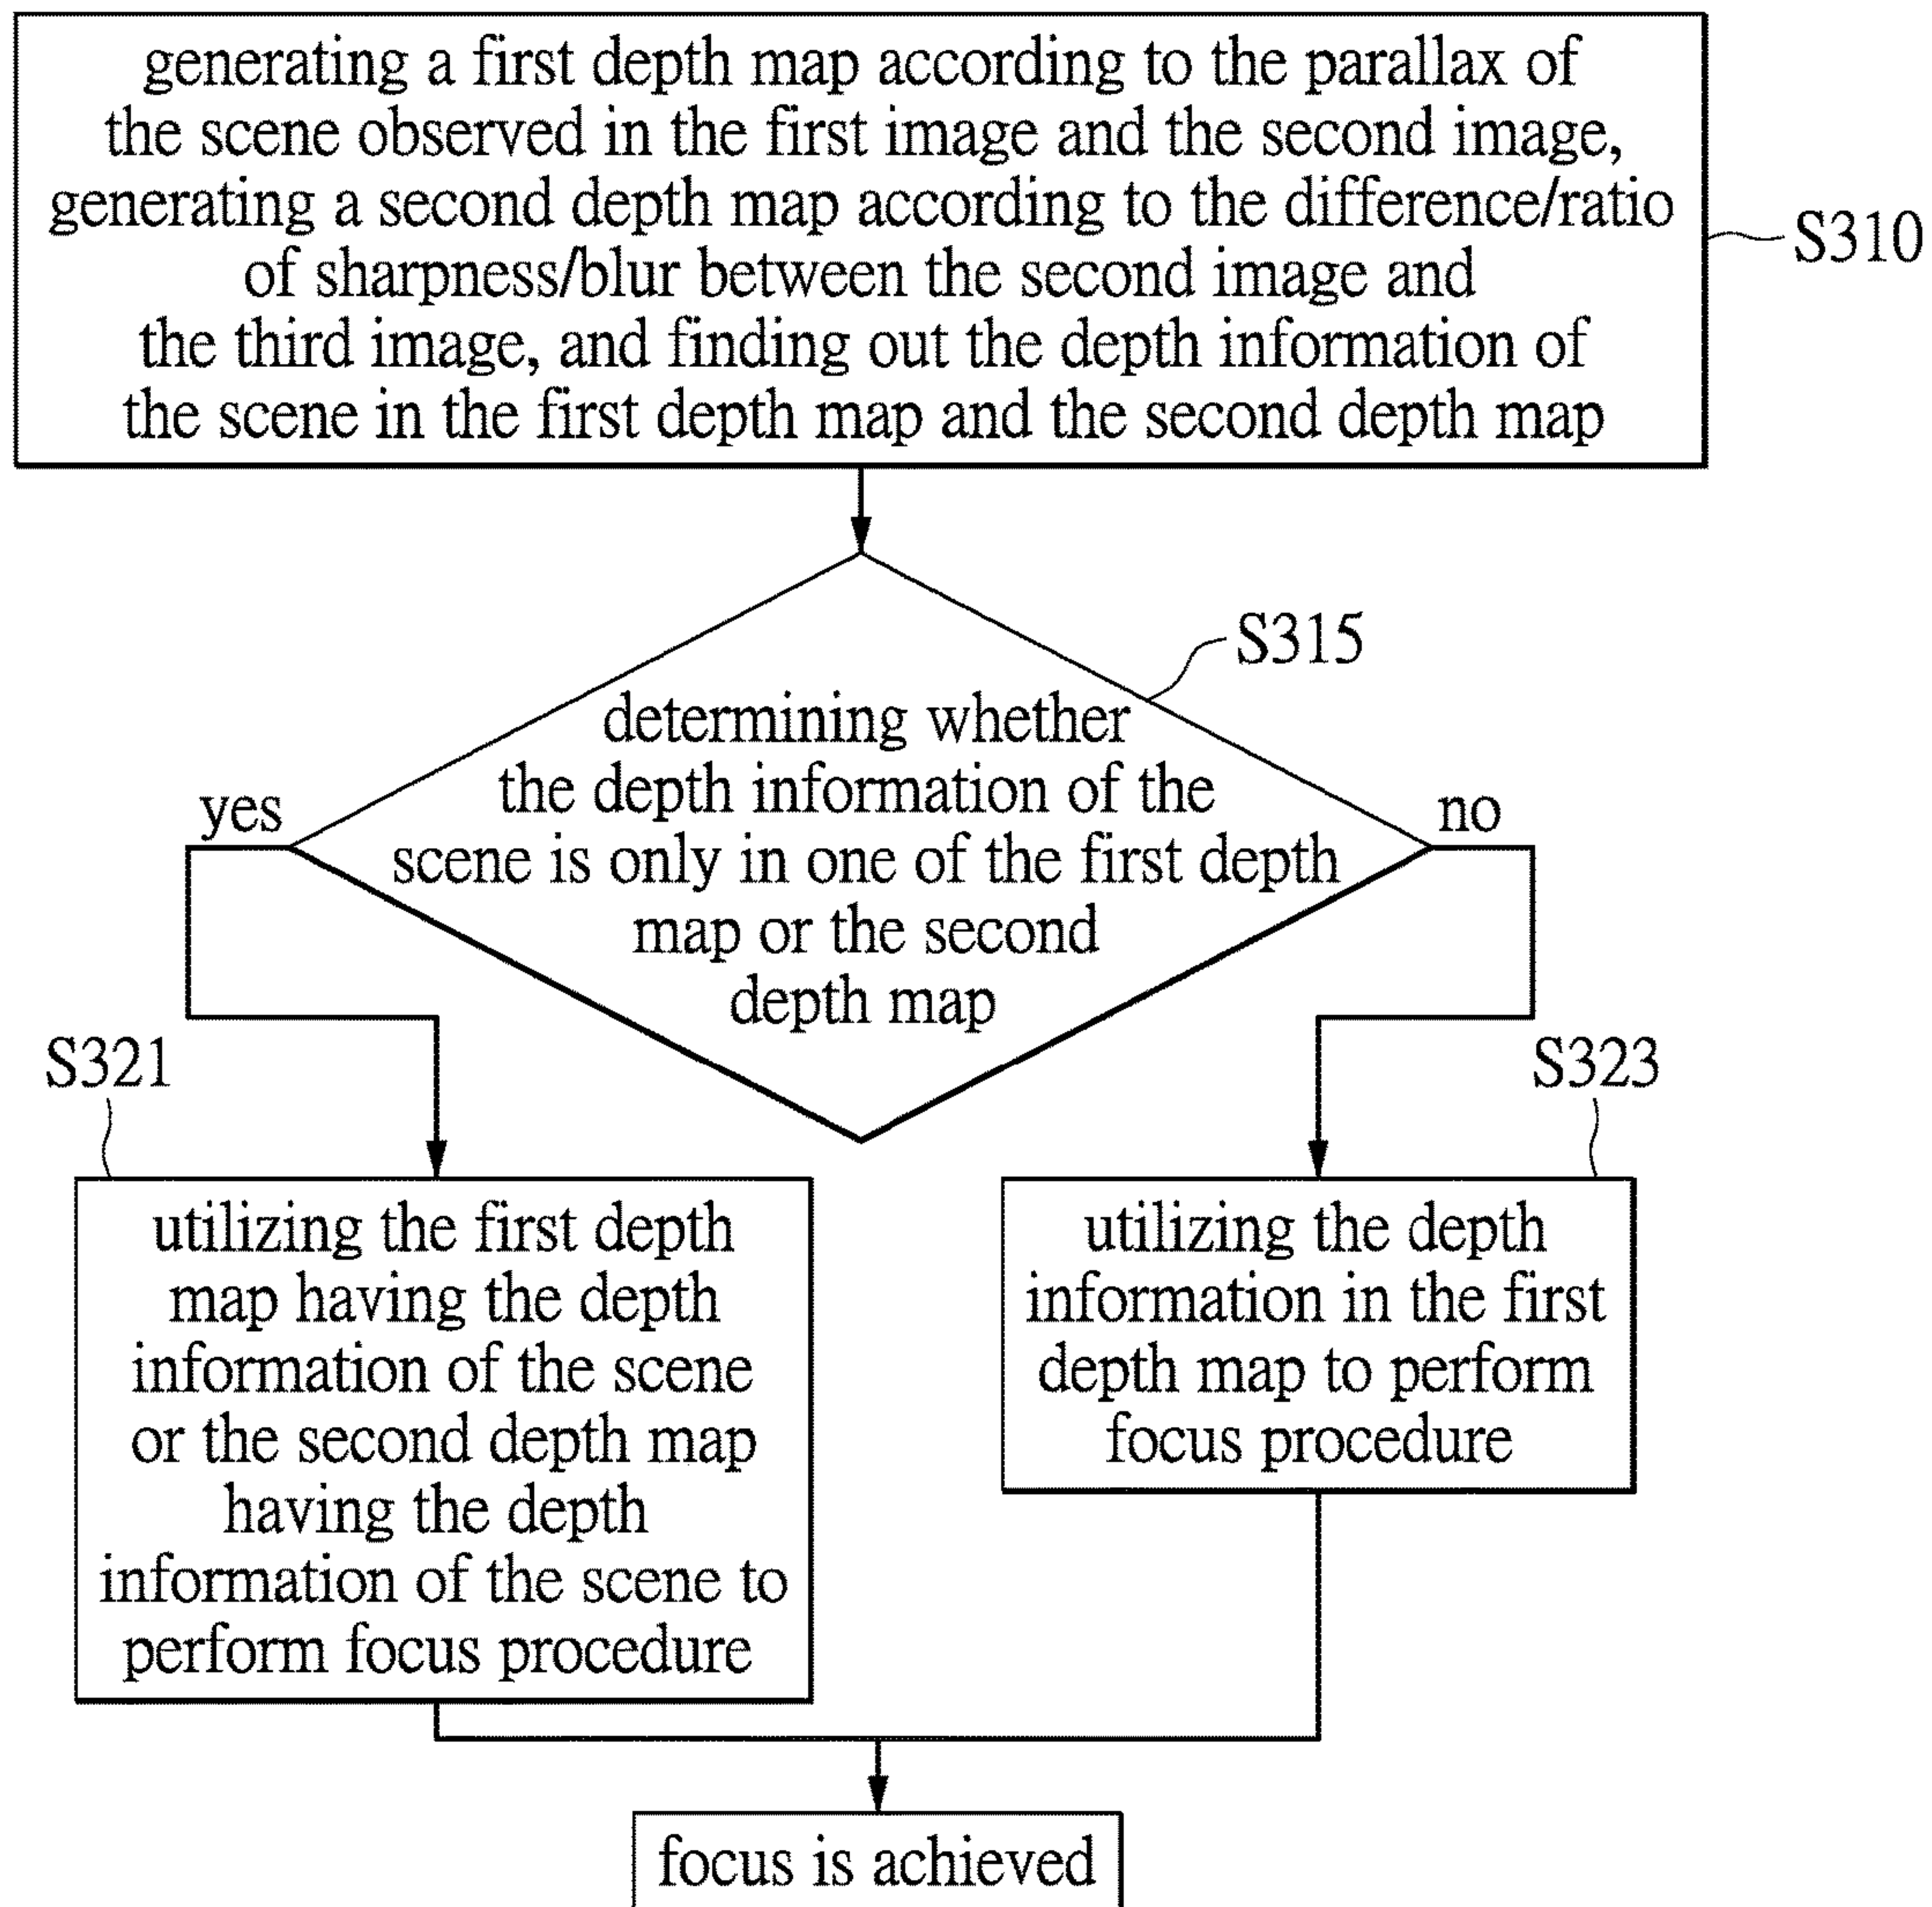 generating a first depth map according to the parallax of
the scene observed in the first image and the second image,
generating a second depth map according to the difference/ratio
of sharpness/blur between the second image and
the third image, and finding out the depth information of
the scene in the first depth map and the second depth map
S310
S315
determining whether
the depth information of the
scene is only in one of the first depth
map or the second
depth map
yes
no
S321
S323
utilizing the first depth
map having the depth
information of the scene
or the second depth map
having the depth
information of the scene to
perform focus procedure
utilizing the depth
information in the first
depth map to perform
focus procedure
focus is achieved